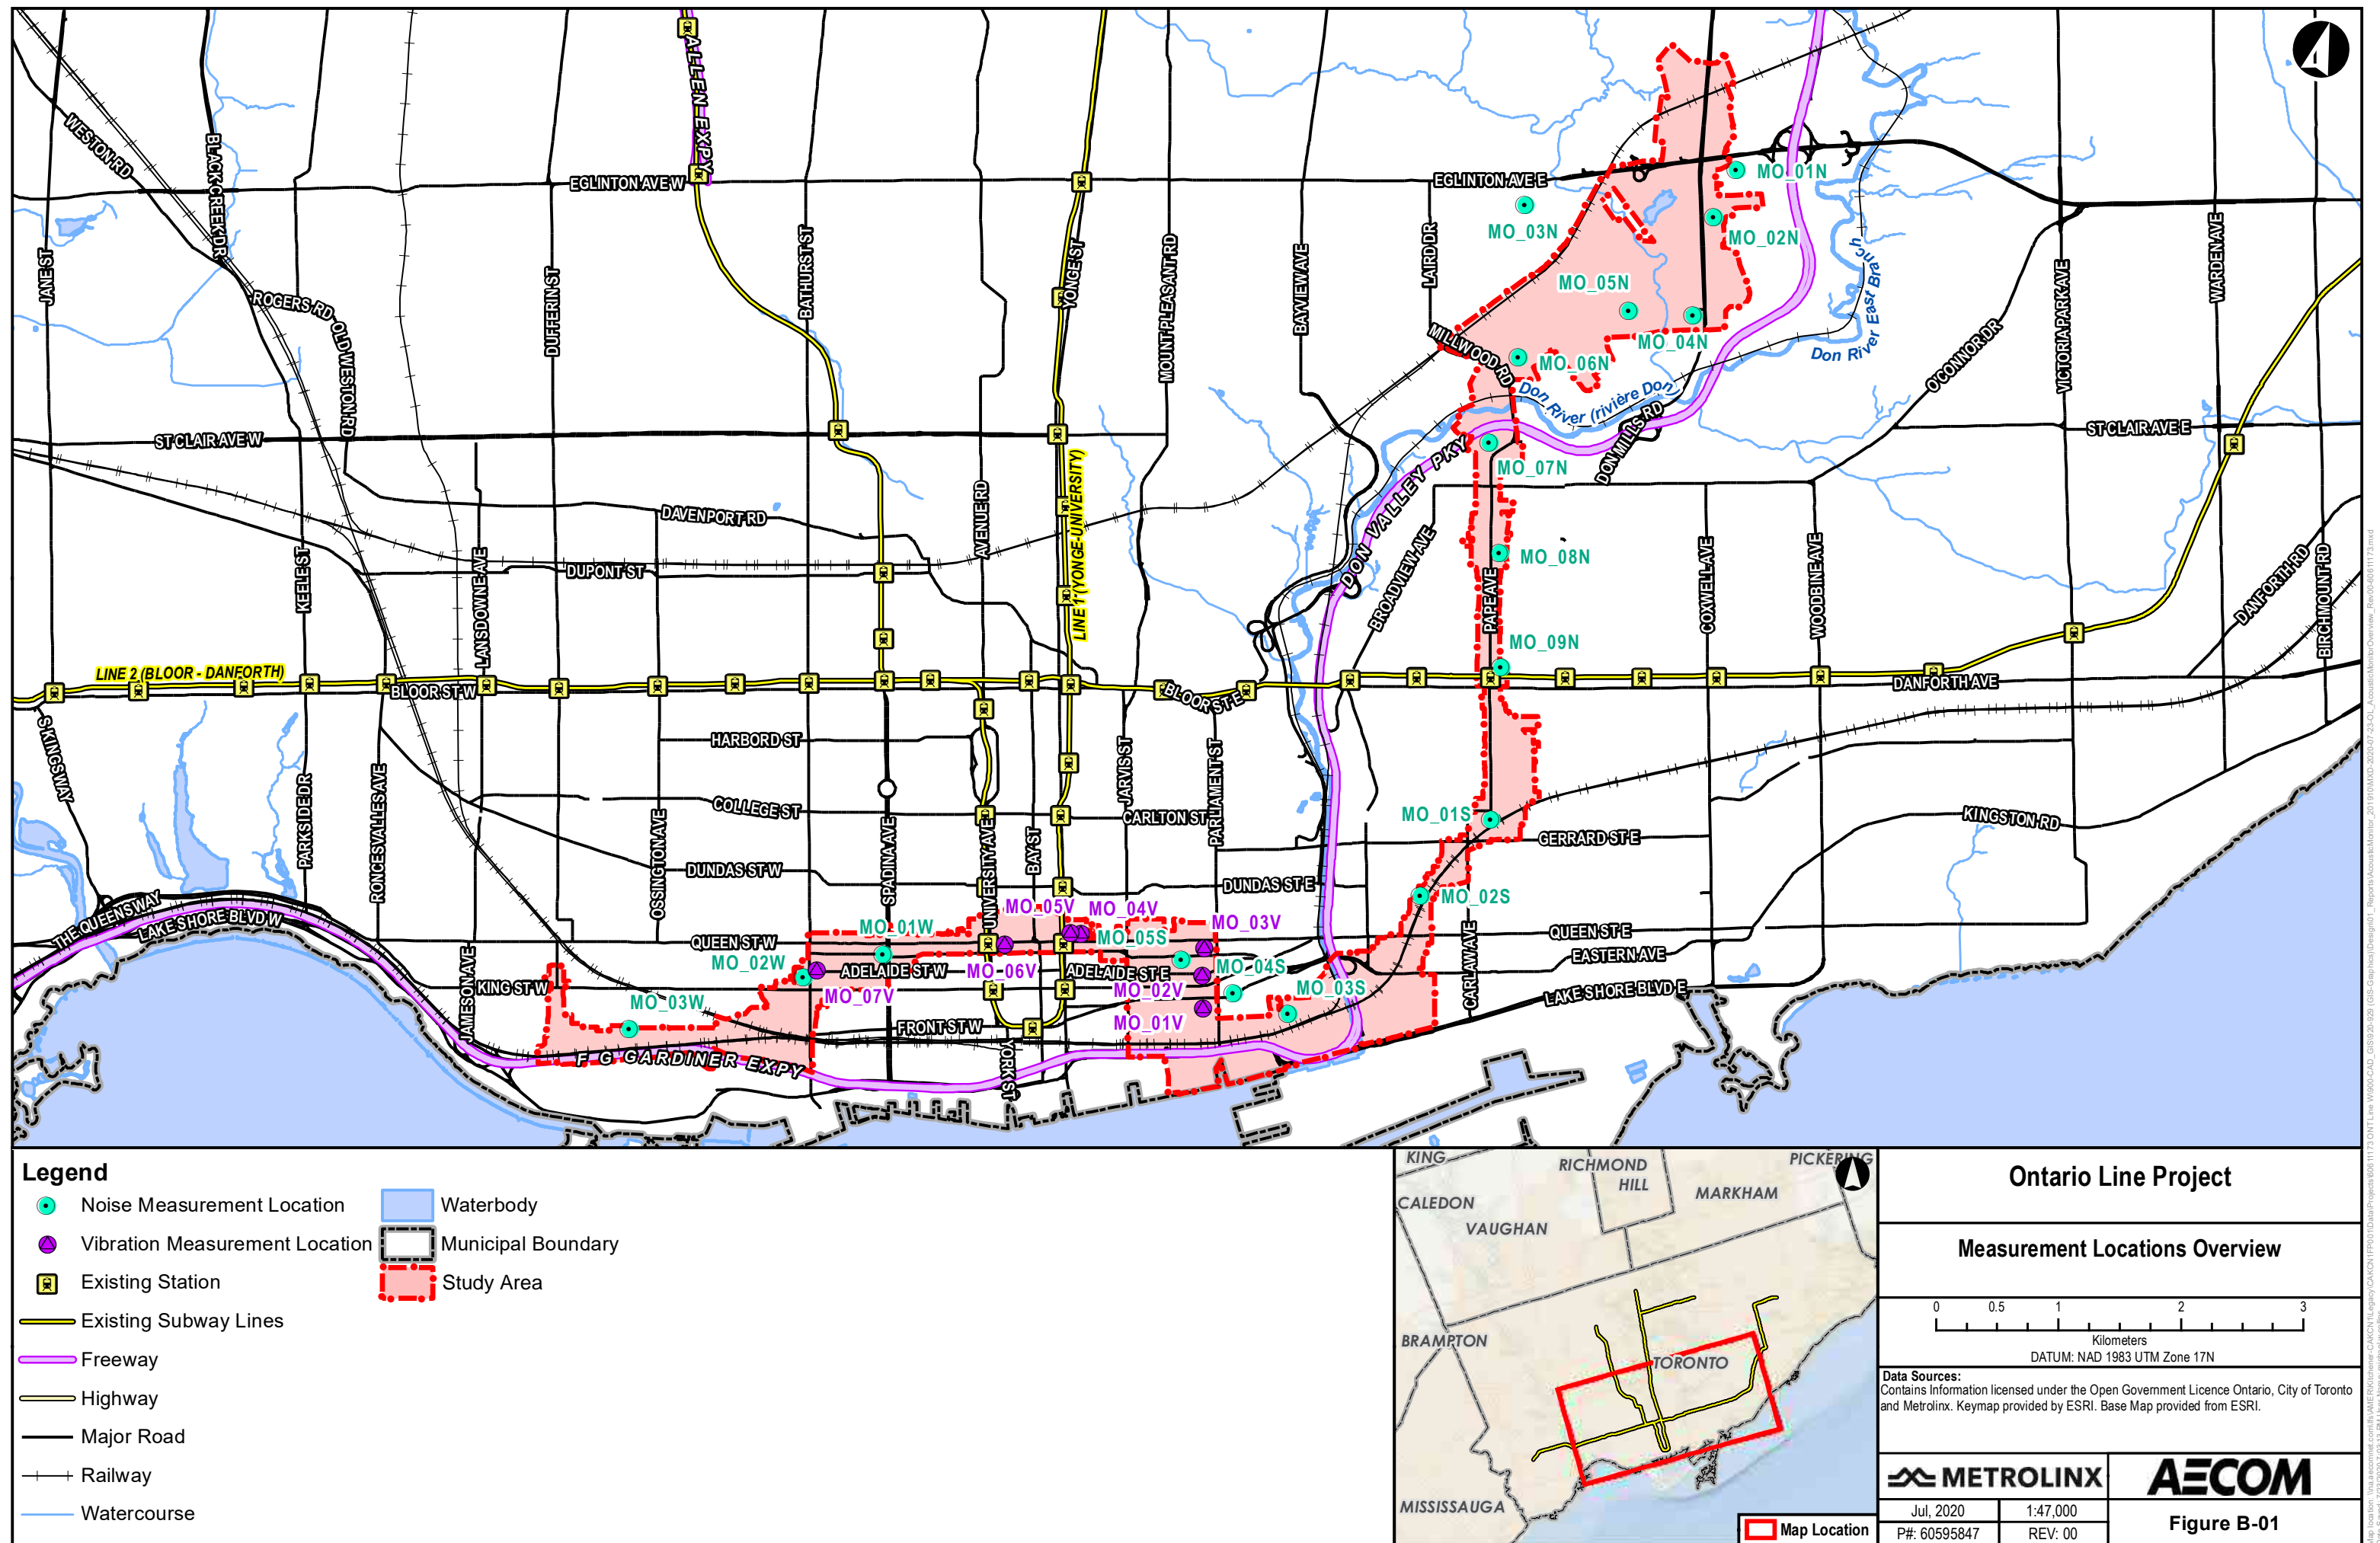 ALLEN EXPY
WESTON RD
BLACK CREEK DR
EGLINTON AVE W
EGLINTON AVE E
MO_01N
MO_03N
MO_02N
JANE ST
ROGERS RD
OLD WESTON RD
DUFFERIN ST
BATHURST ST
YONGE ST
MOUNT PLEASANT RD
BAYVIEW AVE
LAIRD DR
MO_05N
MO_04N
MILLWOOD RD
MO_06N
Don River (rivière Don)
Don River East Branch
O'CONNOR DR
VICTORIA PARK AVE
WARDEN AVE
ST CLAIR AVE W
ST CLAIR AVE E
DON MILLS RD
MO_07N
DON VALLEY PKY
LINE 1 (YONGE-UNIVERSITY)
AVENUE RD
DAVENPORT RD
DUPONT ST
KEELE ST
LANSDOWNE AVE
BROADVIEW AVE
MO_08N
PAPE AVE
MO_09N
COXWELL AVE
WOODBINE AVE
DANFORTH RD
BIRCHMOUNT RD
LINE 2 (BLOOR - DANFORTH)
BLOOR ST W
BLOOR ST E
DANFORTH AVE
S KINGSWAY
HARBORD ST
PARKSIDE DR
RONCESVALLES AVE
COLLEGE ST
OSSINGTON AVE
SPADINA AVE
UNIVERSITY AVE
BAY ST
JARVIS ST
CARLTON ST
PARLIAMENT ST
MO_01S
GERRARD ST E
KINGSTON RD
DUNDAS ST W
DUNDAS ST E
MO_02S
THE QUEENSWAY
LAKE SHORE BLVD W
MO_05V
MO_04V
MO_03V
MO_01W
MO_05S
QUEEN ST W
QUEEN ST E
EASTERN AVE
MO_02W
ADELAIDE ST W
MO_06V
ADELAIDE ST E
MO_04S
JAMESON AVE
KING ST W
MO_03W
MO_07V
MO_02V
MO_03S
CARLAW AVE
LAKE SHORE BLVD E
FRONT ST W
MO_01V
F G GARDINER EXPY
YORK ST
Legend
Noise Measurement Location
Vibration Measurement Location
Existing Station
Existing Subway Lines
Freeway
Highway
Major Road
Railway
Watercourse
Waterbody
Municipal Boundary
Study Area
KING
RICHMOND
HILL
PICKERING
CALEDON
VAUGHAN
MARKHAM
BRAMPTON
TORONTO
MISSISSAUGA
Map Location
Ontario Line Project
Measurement Locations Overview
0 0.5 1 2 3
Kilometers
DATUM: NAD 1983 UTM Zone 17N
Data Sources:
Contains Information licensed under the Open Government Licence Ontario, City of Toronto
and Metrolinx. Keymap provided by ESRI. Base Map provided from ESRI.
METROLINX
AECOM
Jul, 2020
1:47,000
P#: 60595847
REV: 00
Figure B-01